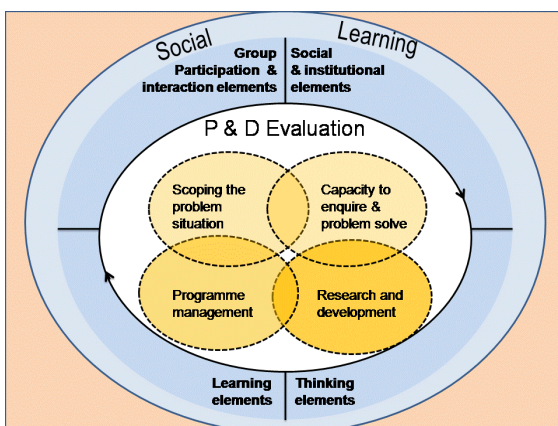 Social
Learning
Group
Participation &
interaction elements
Social
& institutional
elements
P & D Evaluation
Scoping the
problem
situation
Capacity to
enquire &
problem solve
Programme
management
Research and
development
Learning
elements
Thinking
elements